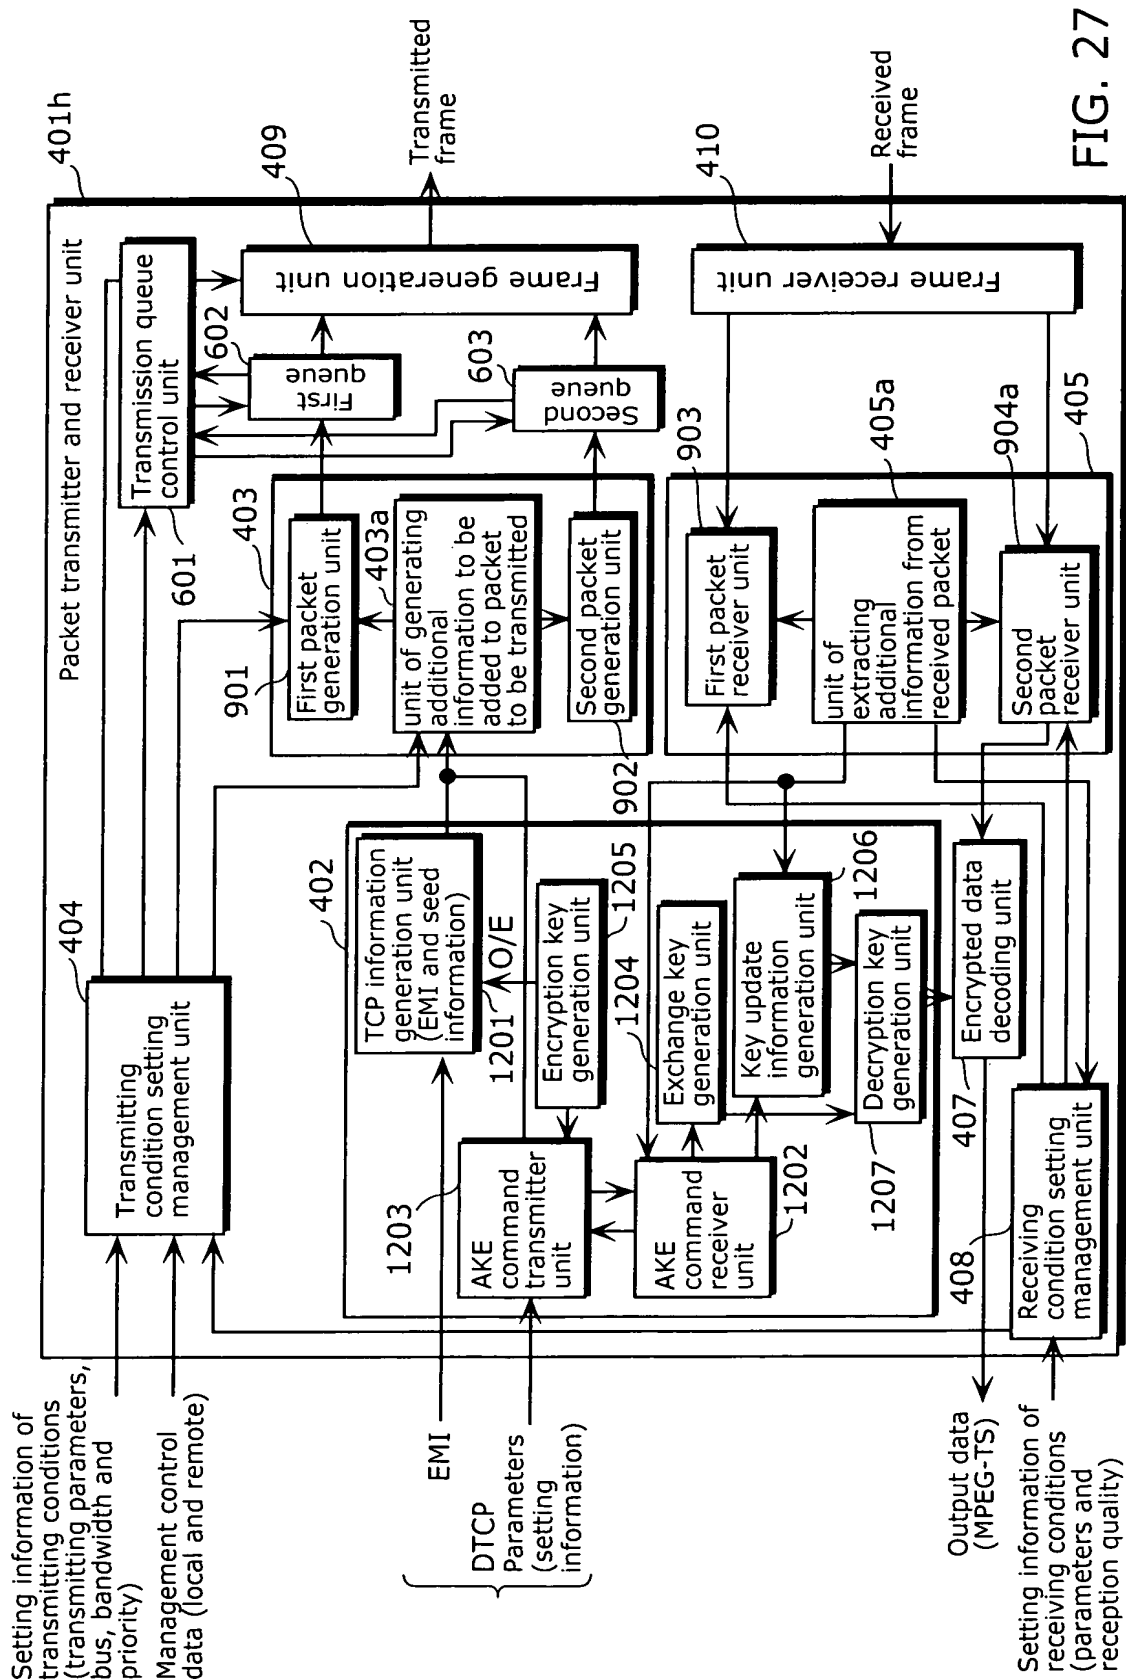 Setting information of
transmitting conditions
(transmitting parameters,
bus, bandwidth and
priority)
Management control
data (local and remote)
EMI
DTCP
Parameters
(setting
information)
Output data
(MPEG-TS)
Setting information of
receiving conditions
(parameters and
reception quality)
Packet transmitter and receiver unit
401h
404
Transmitting
condition setting
management unit
402
TCP information
generation unit
(EMI and seed
information)
1201
O/E
Encryption key
generation unit
1205
1203
AKE
command
transmitter
unit
AKE
command
receiver
unit
1202
1204
Exchange key
generation unit
Key update
information
generation unit
1206
Decryption key
generation unit
1207
Encrypted data
decoding unit
407
408
Receiving
condition setting
management unit
Transmission queue
control unit
601
602
First
queue
603
Second
queue
403
901
First packet
generation unit
403a
unit of generating
additional
information to be
added to packet
to be transmitted
Second packet
generation unit
902
903
First packet
receiver unit
405a
unit of
extracting
additional
information from
received packet
904a
Second
packet
receiver unit
405
409
Frame generation
unit
Transmitted
frame
410
Frame receiver unit
Received
frame
FIG. 27